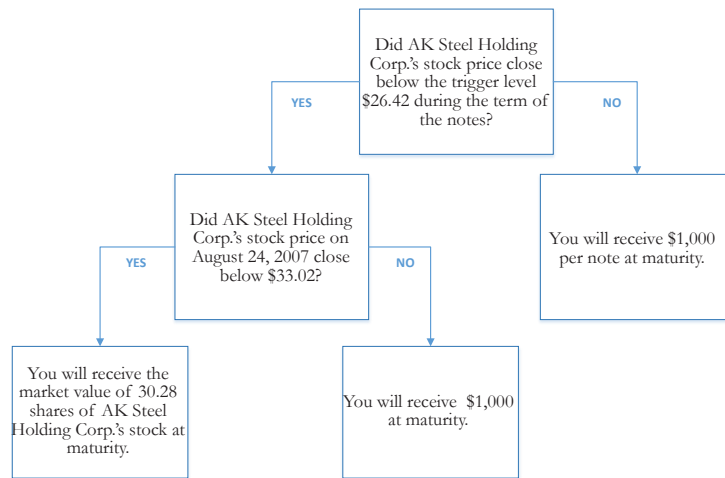 Did AK Steel Holding
Corp.'s stock price close
below the trigger level
$26.42 during the term of
the notes?
YES
NO
Did AK Steel Holding
Corp.'s stock price on
August 24, 2007 close
below $33.02?
You will receive $1,000
per note at maturity.
YES
NO
You will receive the
market value of 30.28
shares of AK Steel
Holding Corp.'s stock at
maturity.
You will receive $1,000
at maturity.